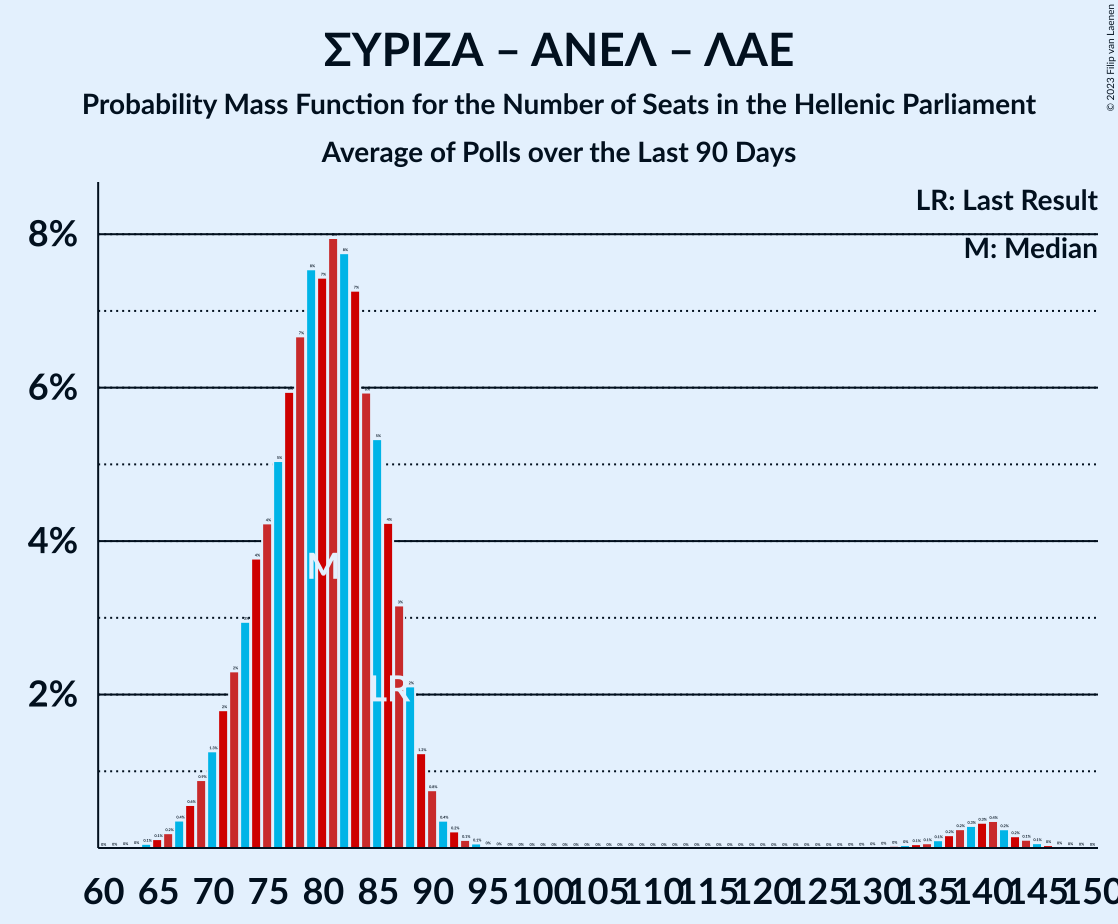 ΣΥΡΙΖΑ – ΑΝΕΛ – ΛΑΕ
Probability Mass Function for the Number of Seats in the Hellenic Parliament
Average of Polls over the Last 90 Days
© 2023 Filip van Laenen
LR: Last Result
M: Median
8%
6%
4%
2%
M
LR
60 65 70 75 80 85 90 95 100 105 110 115 120 125 130 135 140 145 150